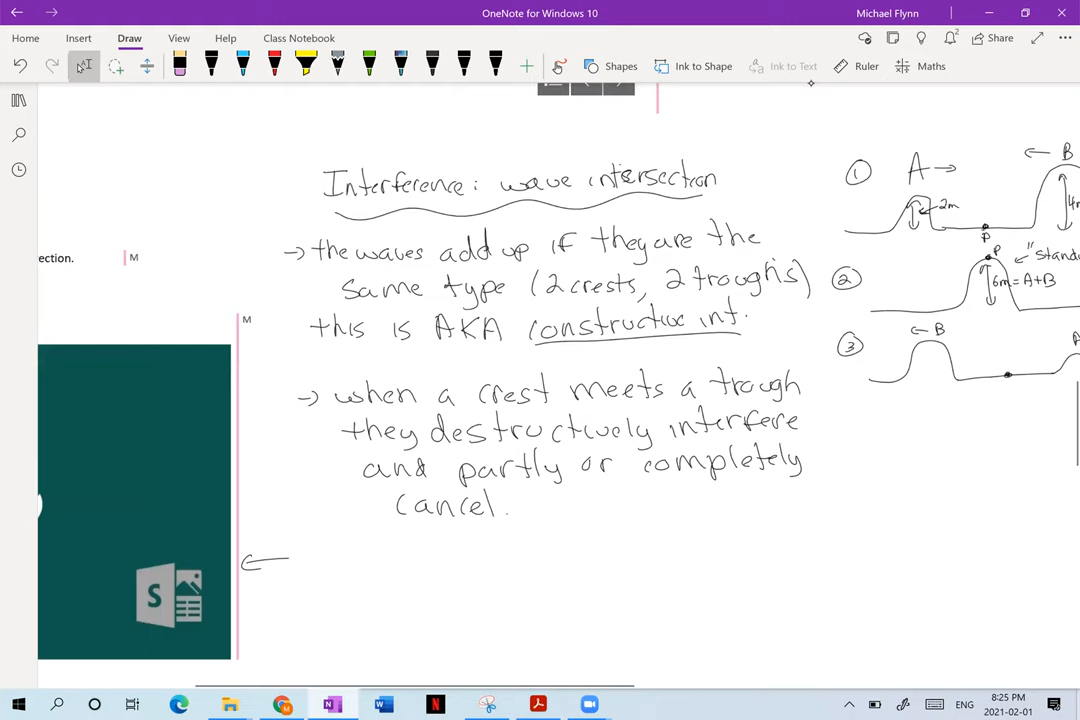 OneNote for Windows 10
Michael Flynn
Home Insert Draw View Help Class Notebook
Share
Shapes Ink to Shape Ink to Text Ruler Maths
Interference: wave intersection
→ the waves add up if they are the
same type (2 crests, 2 troughs)
this is AKA constructive int.
→ when a crest meets a trough
they destructively interfere
and partly or completely
cancel.
ection.
M
M
S
① A → ← B
2m 4m
P
② P "Standi
6m = A+B
③ ← B A
ENG
8:25 PM
2021-02-01